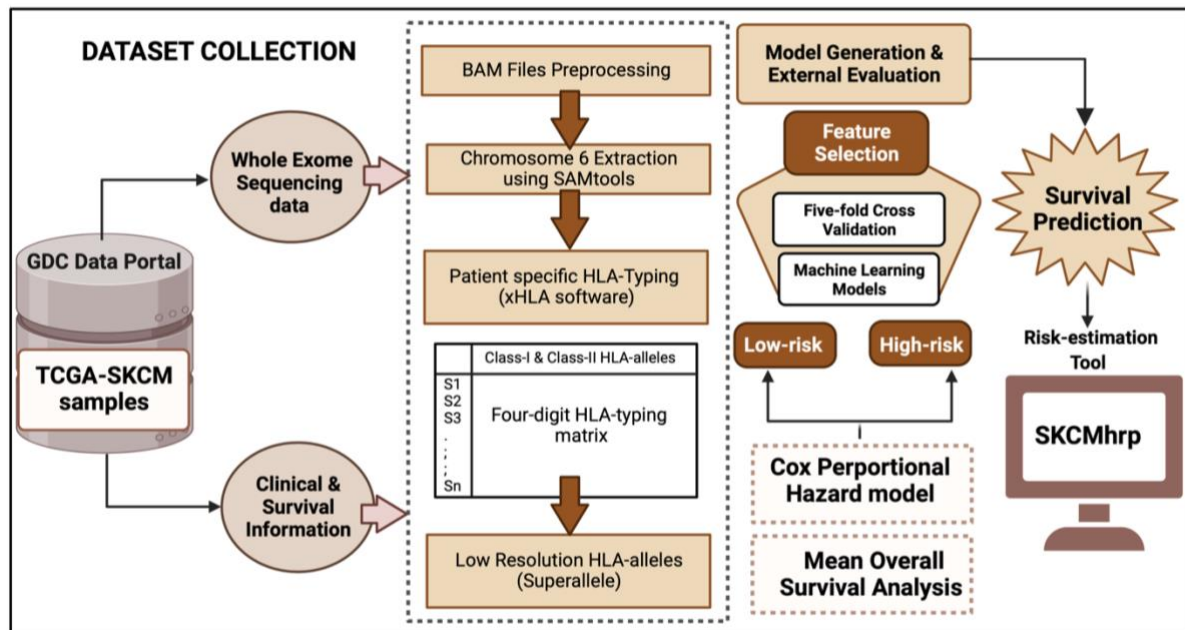 DATASET COLLECTION
GDC Data Portal
TCGA-SKCM
samples
Whole Exome
Sequencing
data
Clinical &
Survival
Information
BAM Files Preprocessing
Chromosome 6 Extraction
using SAMtools
Patient specific HLA-Typing
(xHLA software)
Class-I & Class-II HLA-alleles
S1
S2
S3
.
.
;
;
Sn
Four-digit HLA-typing
matrix
Low Resolution HLA-alleles
(Superallele)
Model Generation &
External Evaluation
Feature
Selection
Five-fold Cross
Validation
Machine Learning
Models
Low-risk
High-risk
Cox Perportional
Hazard model
Mean Overall
Survival Analysis
Survival
Prediction
Risk-estimation
Tool
SKCMhrp